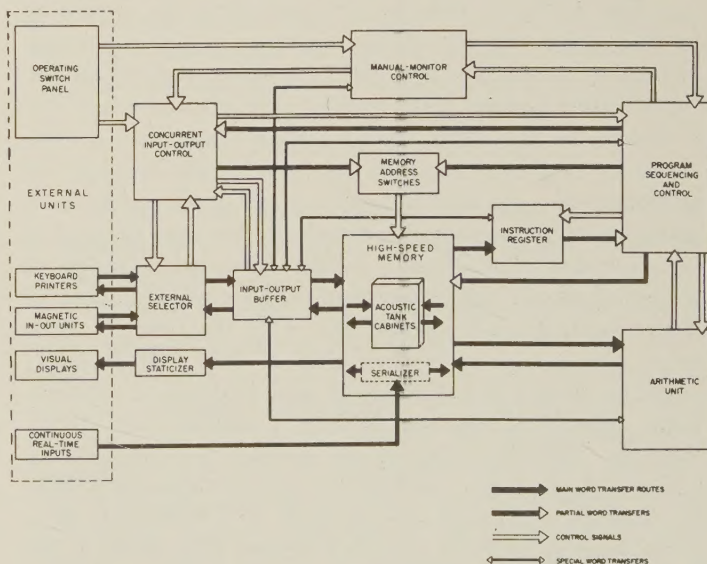 OPERATING
SWITCH
PANEL
MANUAL-MONITOR
CONTROL
CONCURRENT
INPUT-OUTPUT
CONTROL
MEMORY
ADDRESS
SWITCHES
PROGRAM
SEQUENCING
AND
CONTROL
EXTERNAL
UNITS
INSTRUCTION
REGISTER
HIGH-SPEED
MEMORY
KEYBOARD
PRINTERS
EXTERNAL
SELECTOR
INPUT-OUTPUT
BUFFER
ACOUSTIC
TANK
CABINETS
MAGNETIC
IN-OUT UNITS
VISUAL
DISPLAYS
DISPLAY
STATICIZER
SERIALIZER
ARITHMETIC
UNIT
CONTINUOUS
REAL-TIME
INPUTS
MAIN WORD TRANSFER ROUTES
PARTIAL WORD TRANSFERS
CONTROL SIGNALS
SPECIAL WORD TRANSFERS